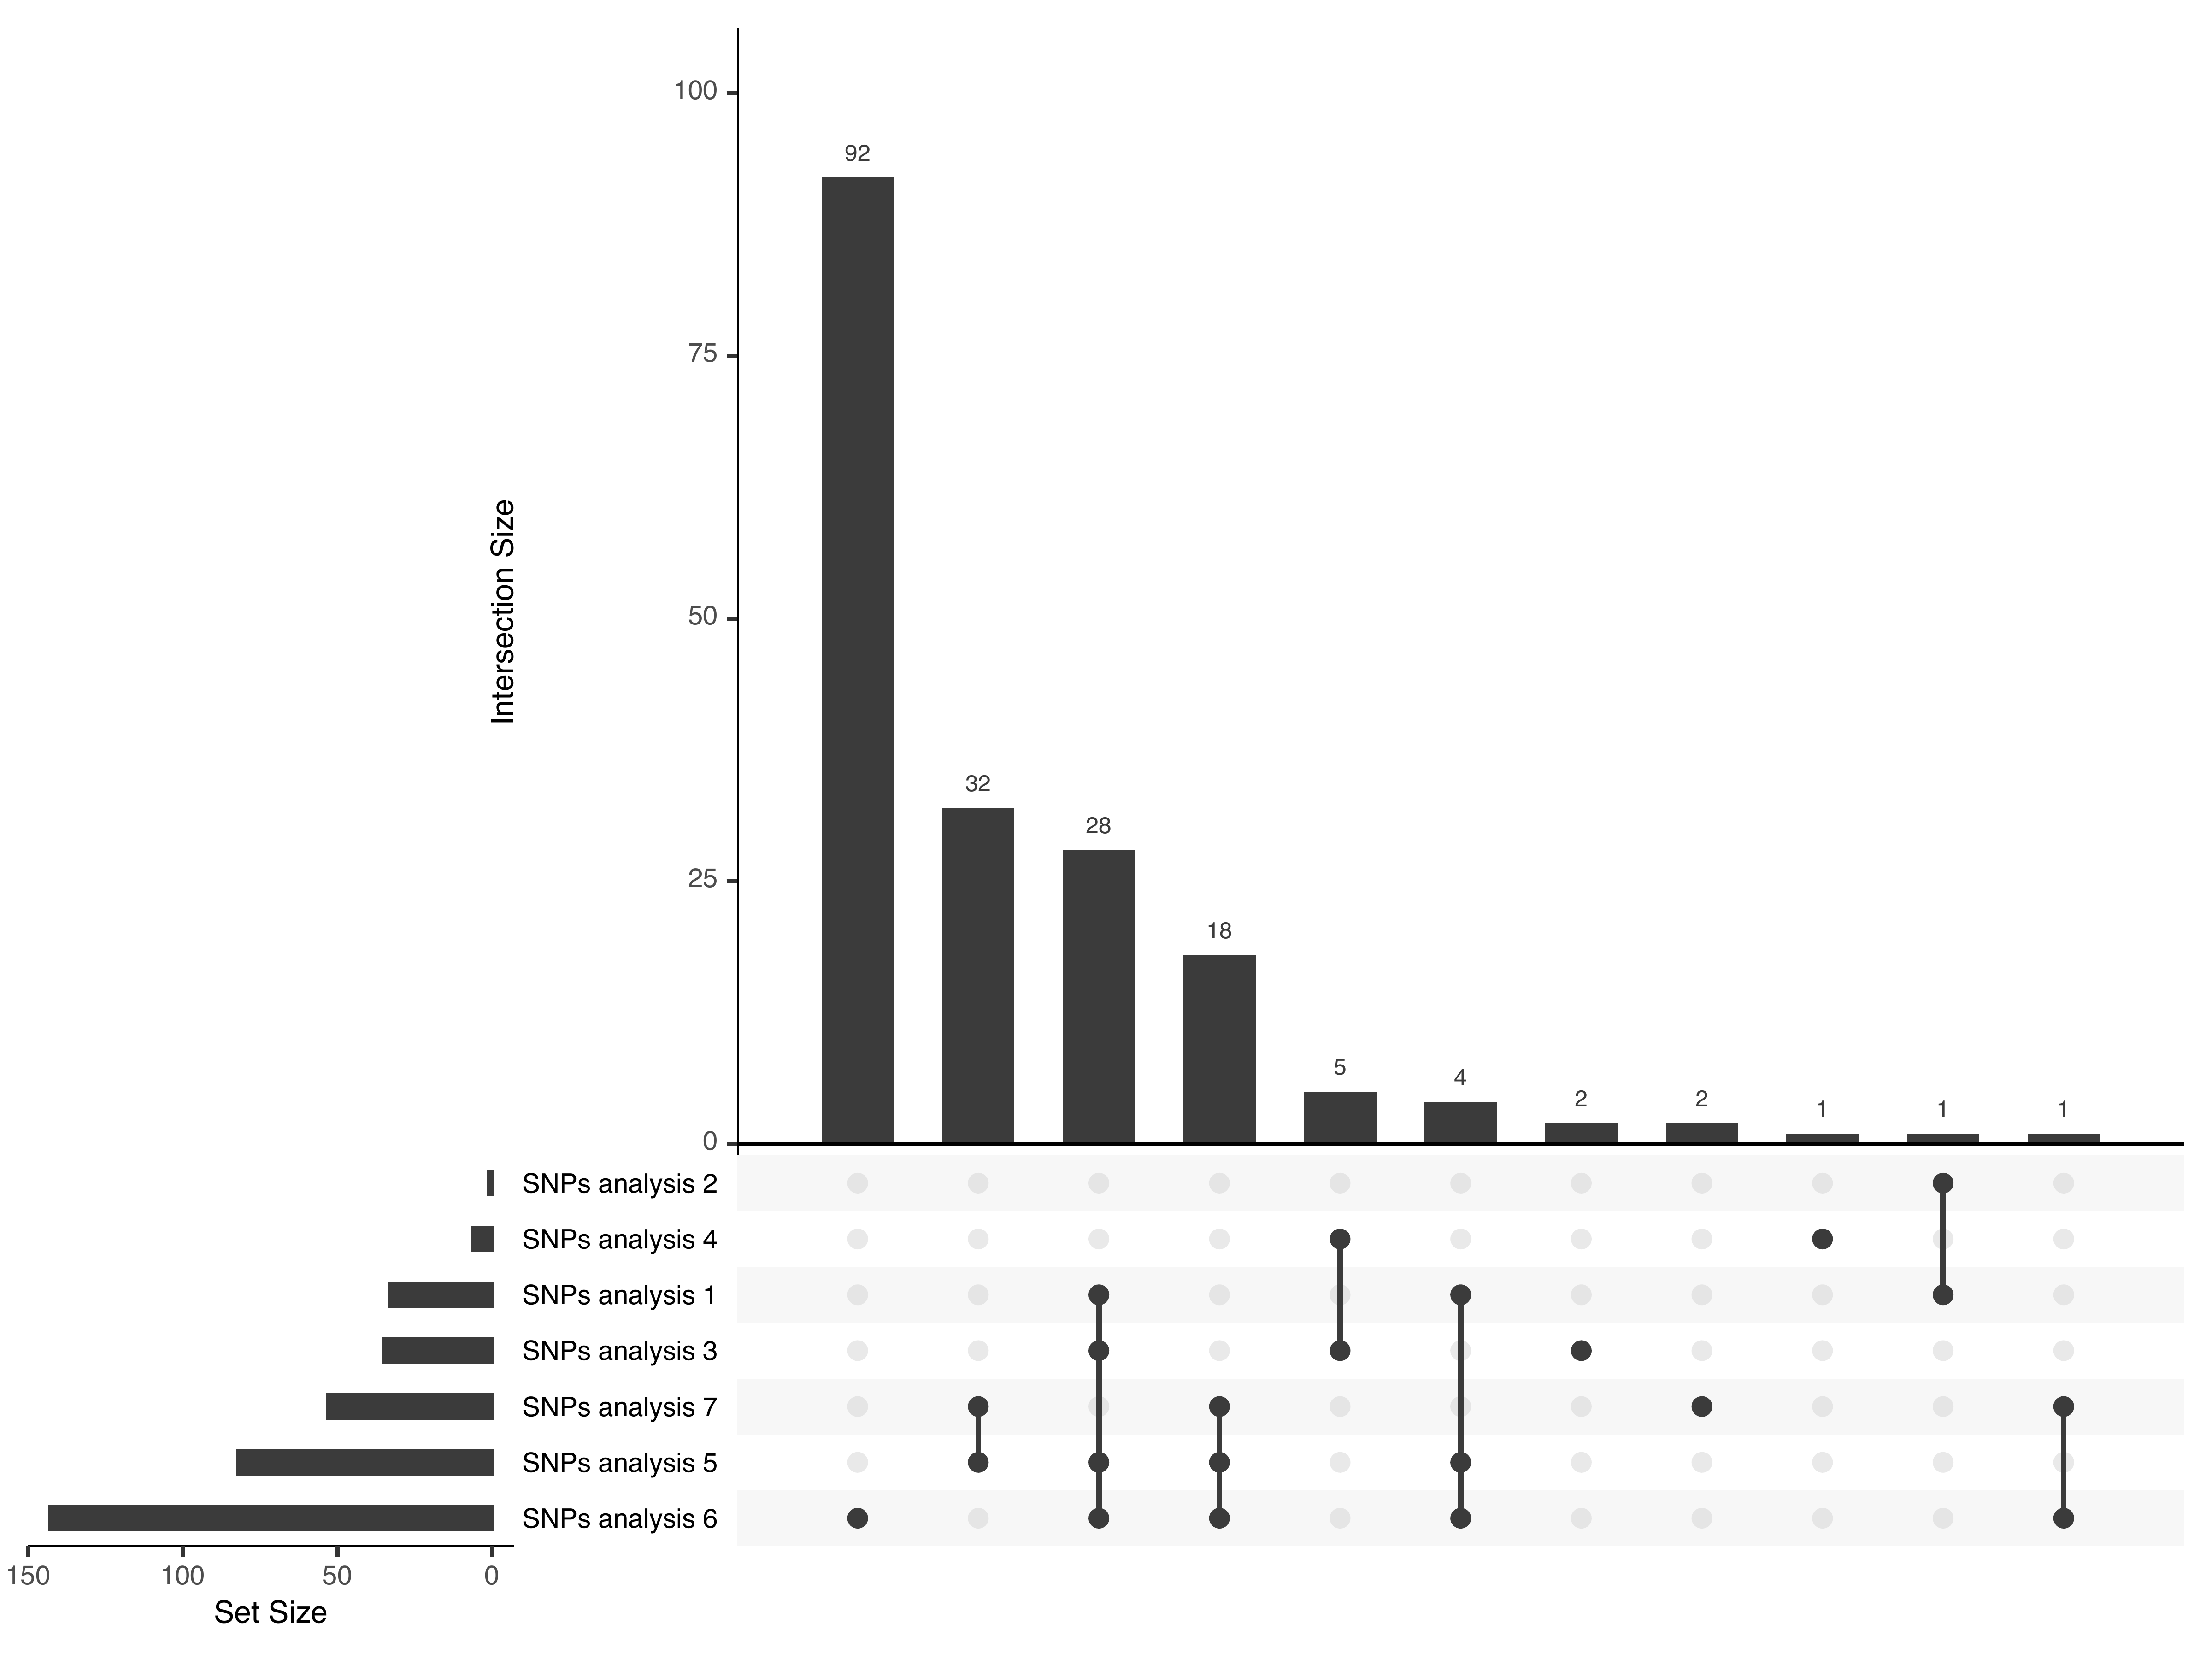 100
92
75
Intersection Size
50
32
28
25
18
5
4
2
2
1
1
1
0
SNPs analysis 2
SNPs analysis 4
SNPs analysis 1
SNPs analysis 3
SNPs analysis 7
SNPs analysis 5
SNPs analysis 6
150 100 50 0
Set Size